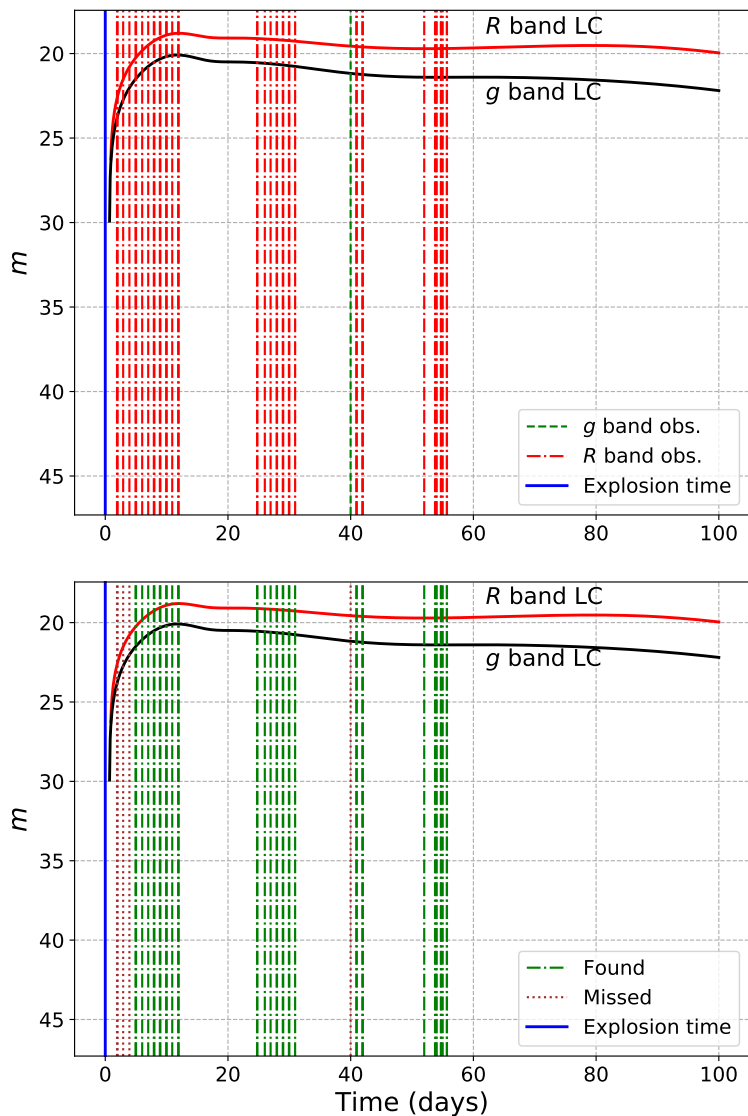 R band LC
20
g band LC
25
30
m
35
40
g band obs.
R band obs.
45
Explosion time
0 20 40 60 80 100
R band LC
20
g band LC
25
30
m
35
40
Found
Missed
45
Explosion time
0 20 40 60 80 100
Time (days)